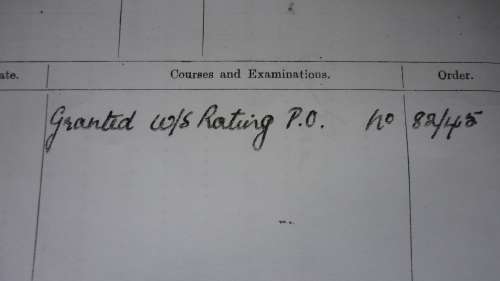 ate. Courses and Examinations. Order.
Granted W/S Rating P.O. No 82/45